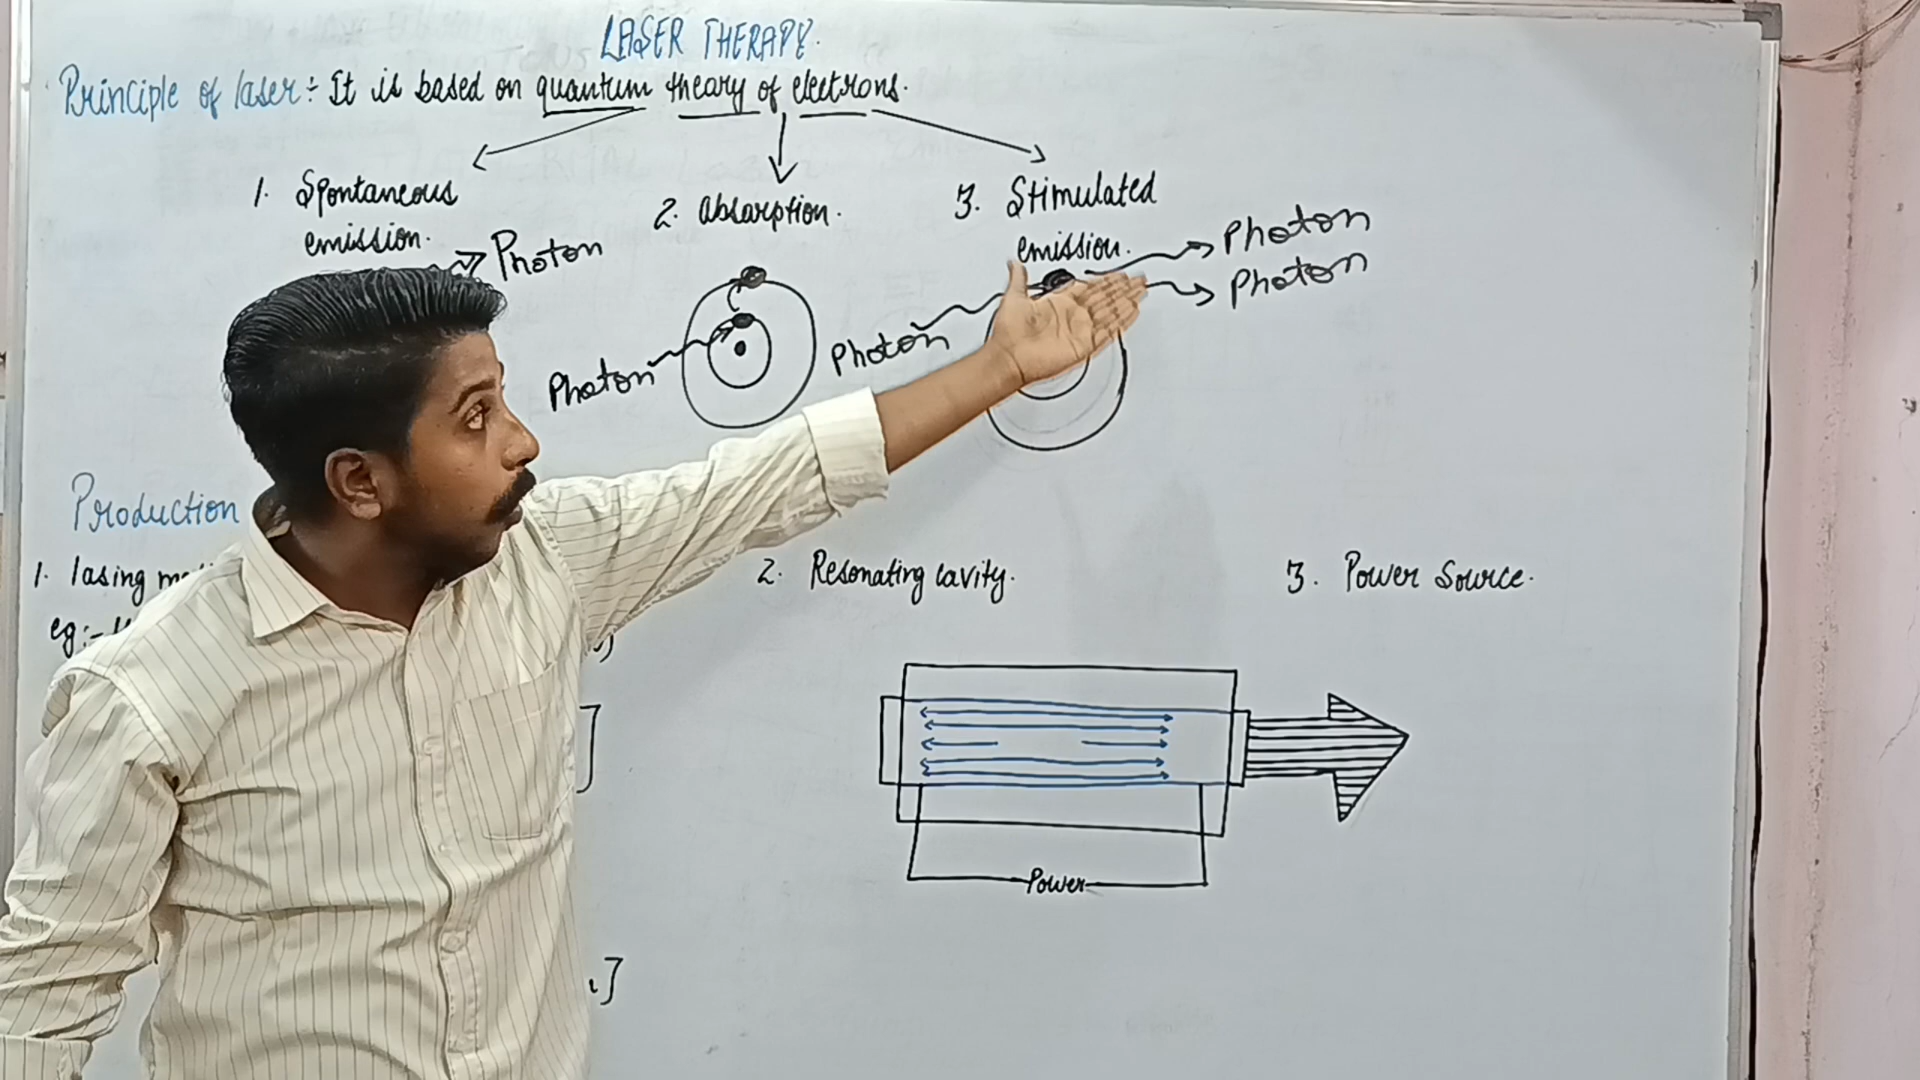 LASER THERAPY.
Principle of laser:- It is based on quantum theory of electrons.
1. Spontaneous
emission.
Photon
2. absorption.
Photon
3. Stimulated
emission.
Photon
Photon
Photon
Production
1. lasing
eg:-
2. Resonating cavity.
3. Power Source.
Power